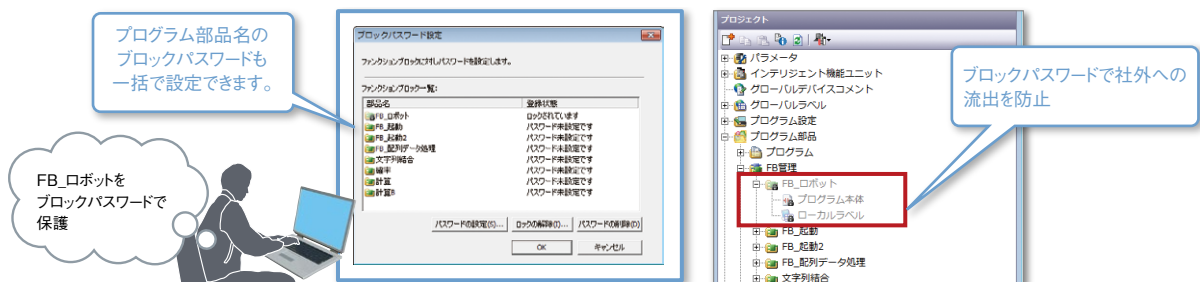 プログラム部品名の
ブロックパスワードも
一括で設定できます。
FB_ロボットを
ブロックパスワードで
保護
ブロックパスワード設定
ファンクションブロックに対しパスワードを設定します。
ファンクションブロック一覧:
部品名 登録状態
FB_ロボット ロックされています
FB_起動 パスワード未設定です
FB_起動2 パスワード未設定です
FB_配列データ処理 パスワード未設定です
文字列結合 パスワード未設定です
確率 パスワード未設定です
計算 パスワード未設定です
計算B パスワード未設定です
パスワードの設定(S)... ロックの解除(I)... パスワードの削除(D)
OK キャンセル
プロジェクト
パラメータ
インテリジェント機能ユニット
グローバルデバイスコメント
グローバルラベル
プログラム設定
プログラム部品
プログラム
FB管理
FB_ロボット
プログラム本体
ローカルラベル
FB_起動
FB_起動2
FB_配列データ処理
文字列結合
ブロックパスワードで社外への
流出を防止